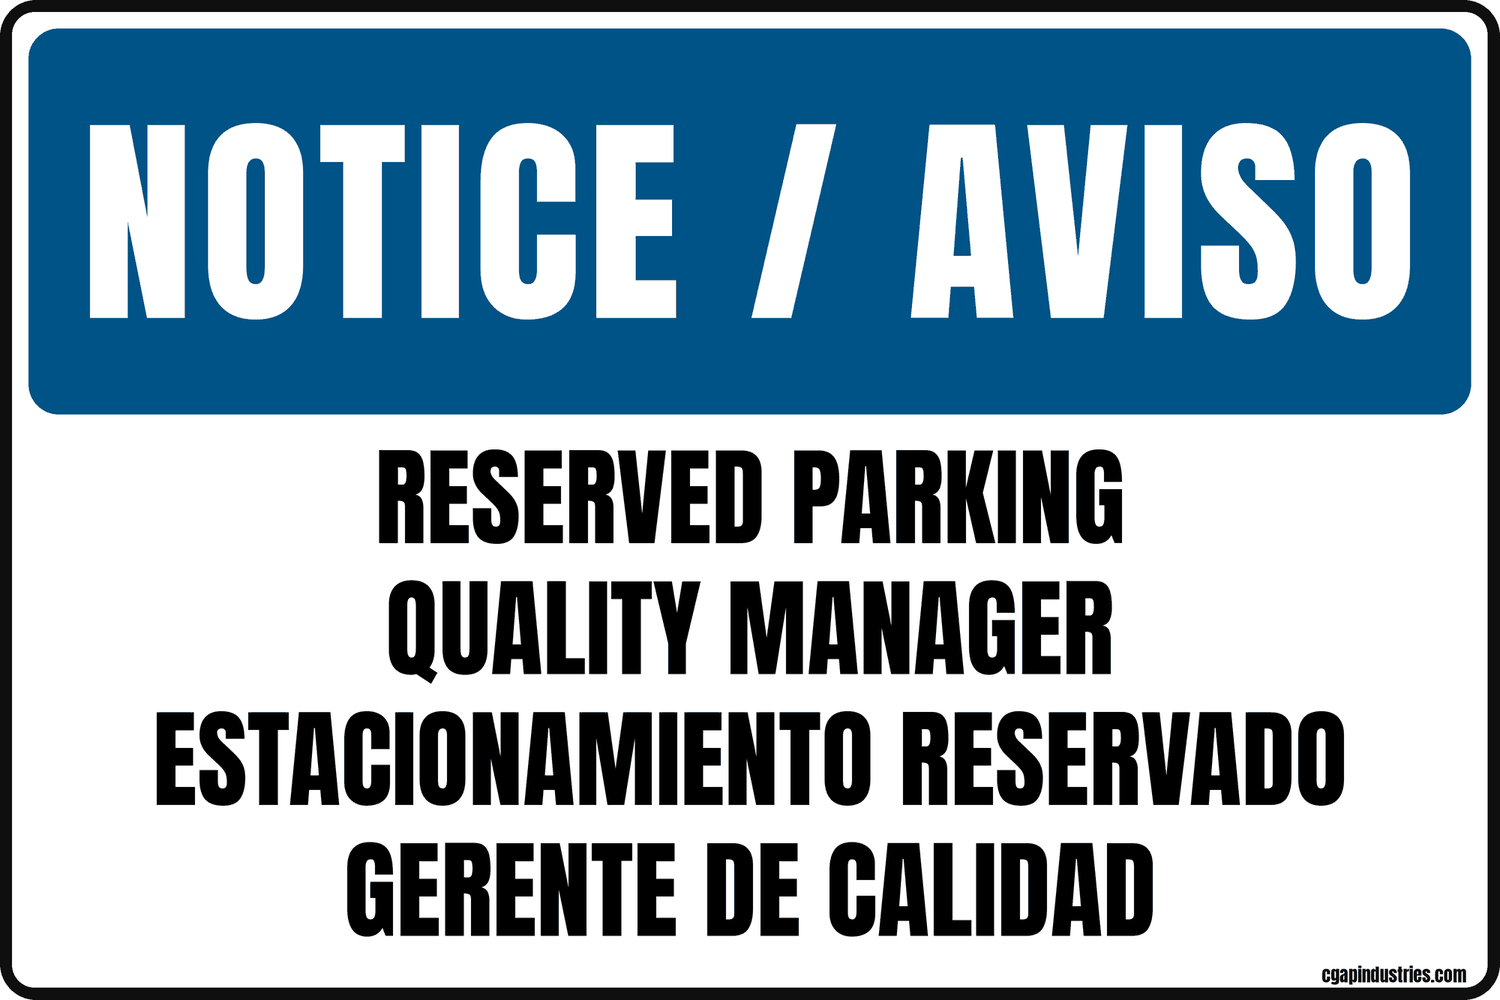 NOTICE / AVISO
RESERVED PARKING
QUALITY MANAGER
ESTACIONAMIENTO RESERVADO
GERENTE DE CALIDAD
cgapindustries.com